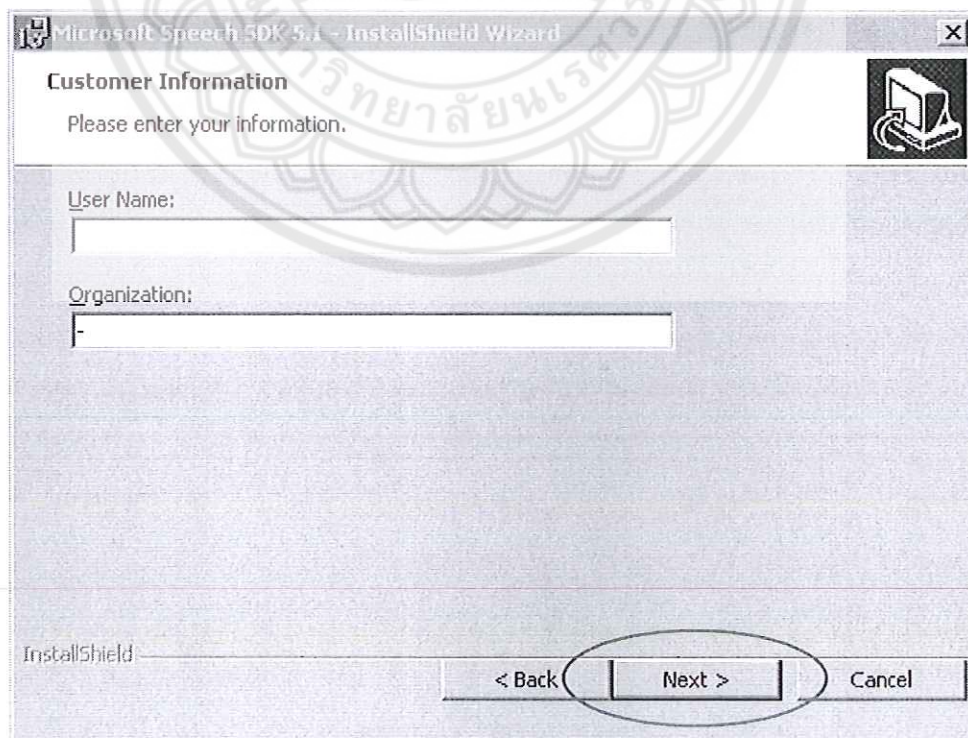 Microsoft Speech SDK 5.1 - InstallShield Wizard
Customer Information
Please enter your information.
User Name:
Organization:
-
InstallShield
< Back
Next >
Cancel